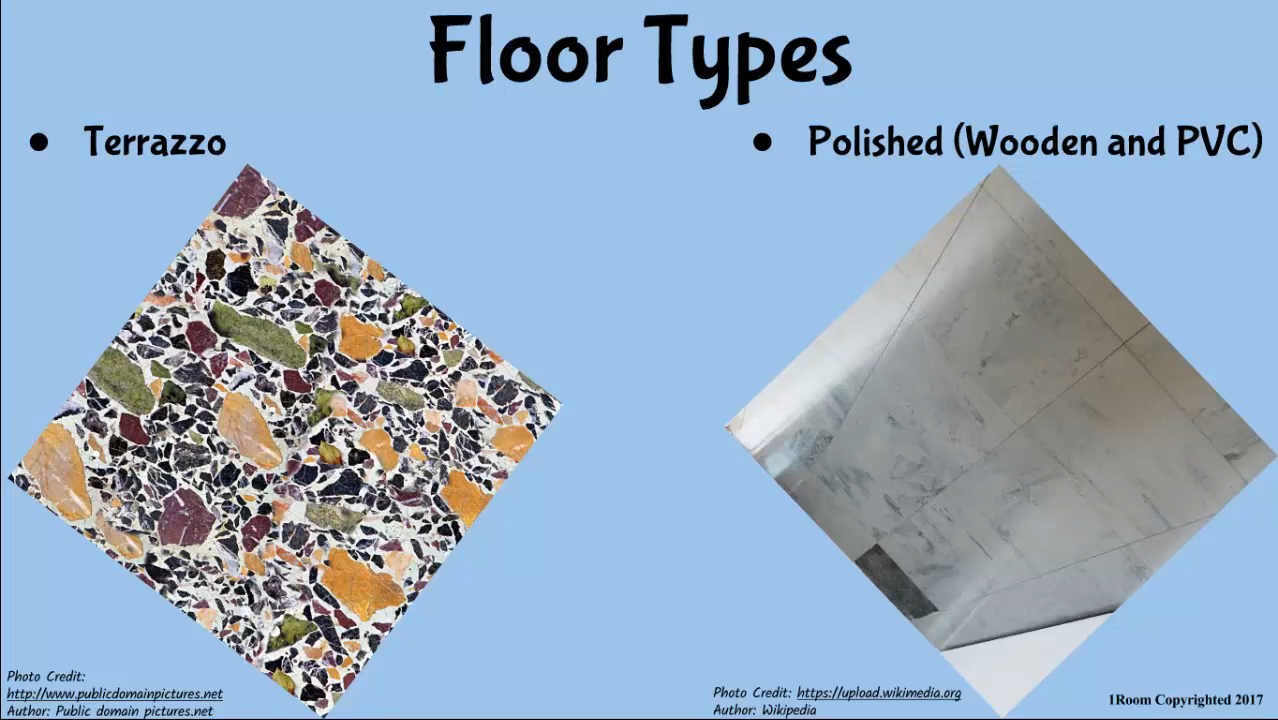 Floor Types
● Terrazzo
● Polished (Wooden and PVC)
Photo Credit:
http://www.publicdomainpictures.net
Author: Public domain pictures.net
Photo Credit: https://upload.wikimedia.org
Author: Wikipedia
1Room Copyrighted 2017